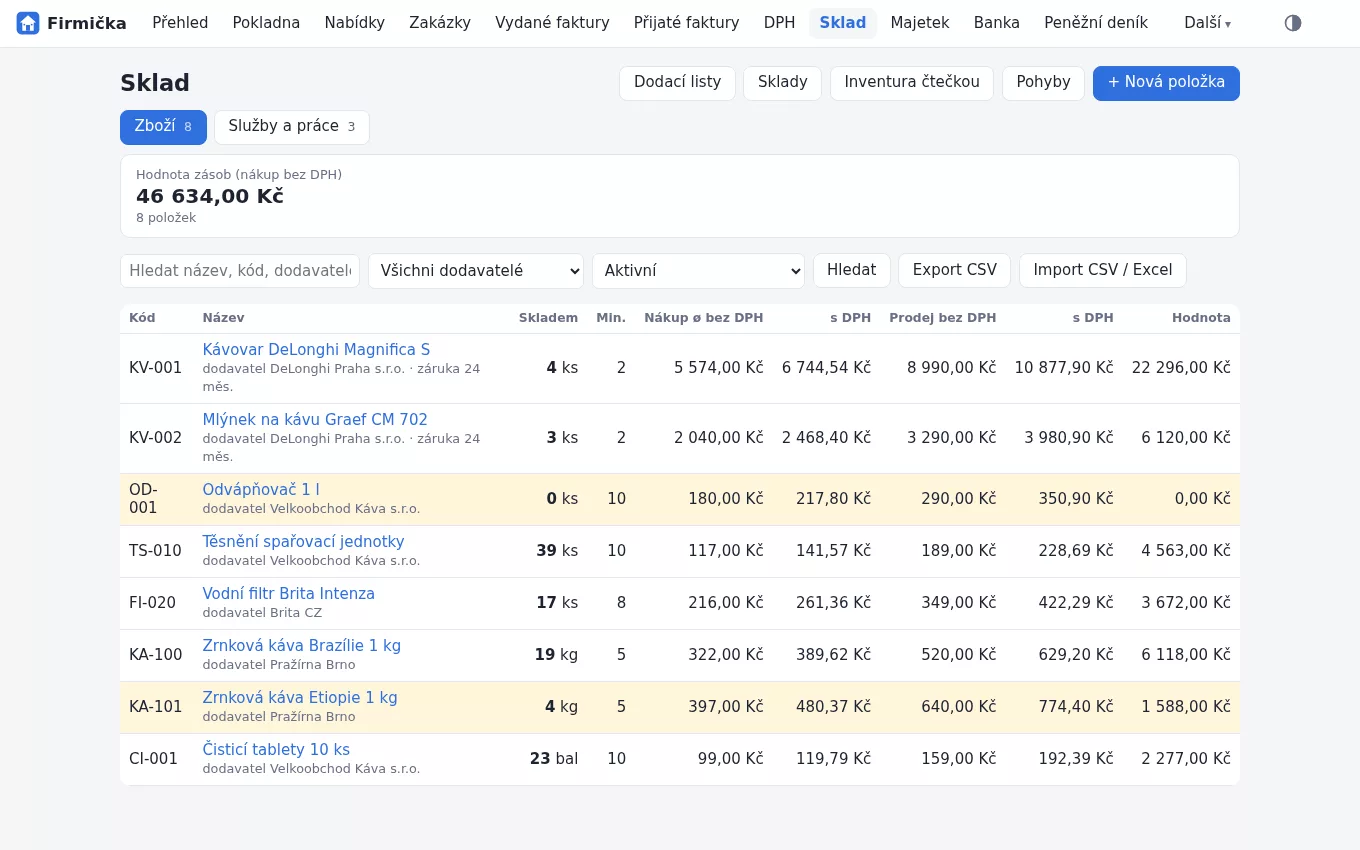 Firmička Přehled Pokladna Nabídky Zakázky Vydané faktury Přijaté faktury DPH Sklad Majetek Banka Peněžní deník Další ▾
Sklad Dodací listy Sklady Inventura čtečkou Pohyby + Nová položka
Zboží 8 Služby a práce 3
Hodnota zásob (nákup bez DPH)
46 634,00 Kč
8 položek
Hledat název, kód, dodavatel Všichni dodavatelé Aktivní Hledat Export CSV Import CSV / Excel
Kód Název Skladem Min. Nákup ø bez DPH s DPH Prodej bez DPH s DPH Hodnota
KV-001 Kávovar DeLonghi Magnifica S 4 ks 2 5 574,00 Kč 6 744,54 Kč 8 990,00 Kč 10 877,90 Kč 22 296,00 Kč
dodavatel DeLonghi Praha s.r.o. · záruka 24
měs.
KV-002 Mlýnek na kávu Graef CM 702 3 ks 2 2 040,00 Kč 2 468,40 Kč 3 290,00 Kč 3 980,90 Kč 6 120,00 Kč
dodavatel DeLonghi Praha s.r.o. · záruka 24
měs.
OD-
001 Odvápňovač 1 l 0 ks 10 180,00 Kč 217,80 Kč 290,00 Kč 350,90 Kč 0,00 Kč
dodavatel Velkoobchod Káva s.r.o.
TS-010 Těsnění spařovací jednotky 39 ks 10 117,00 Kč 141,57 Kč 189,00 Kč 228,69 Kč 4 563,00 Kč
dodavatel Velkoobchod Káva s.r.o.
FI-020 Vodní filtr Brita Intenza 17 ks 8 216,00 Kč 261,36 Kč 349,00 Kč 422,29 Kč 3 672,00 Kč
dodavatel Brita CZ
KA-100 Zrnková káva Brazílie 1 kg 19 kg 5 322,00 Kč 389,62 Kč 520,00 Kč 629,20 Kč 6 118,00 Kč
dodavatel Pražírna Brno
KA-101 Zrnková káva Etiopie 1 kg 4 kg 5 397,00 Kč 480,37 Kč 640,00 Kč 774,40 Kč 1 588,00 Kč
dodavatel Pražírna Brno
CI-001 Čisticí tablety 10 ks 23 bal 10 99,00 Kč 119,79 Kč 159,00 Kč 192,39 Kč 2 277,00 Kč
dodavatel Velkoobchod Káva s.r.o.